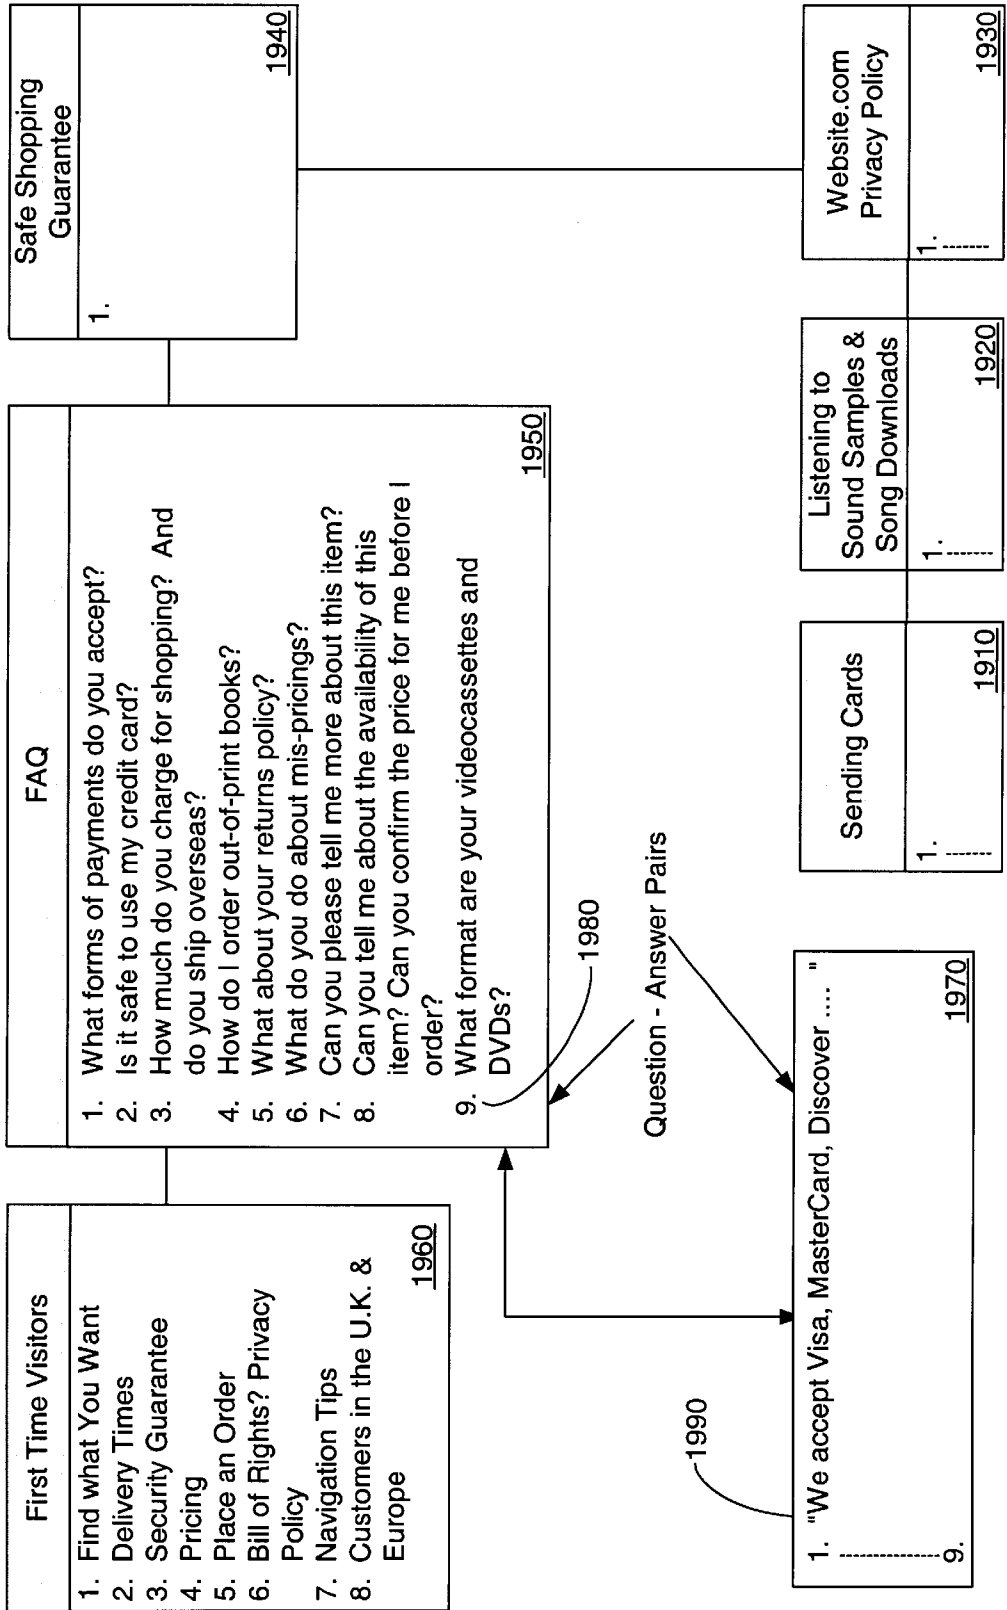 First Time Visitors
1. Find what You Want
2. Delivery Times
3. Security Guarantee
4. Pricing
5. Place an Order
6. Bill of Rights? Privacy
Policy
7. Navigation Tips
8. Customers in the U.K. &
Europe
1960
FAQ
1. What forms of payments do you accept?
2. Is it safe to use my credit card?
3. How much do you charge for shopping? And
do you ship overseas?
4. How do I order out-of-print books?
5. What about your returns policy?
6. What do you do about mis-pricings?
7. Can you please tell me more about this item?
8. Can you tell me about the availability of this
item? Can you confirm the price for me before I
order?
9. What format are your videocassettes and
DVDs?
1950
1980
Safe Shopping
Guarantee
1.
1940
Question - Answer Pairs
1990
1. "We accept Visa, MasterCard, Discover .... "
9.
1970
Sending Cards
1.
1910
Listening to
Sound Samples &
Song Downloads
1.
1920
Website.com
Privacy Policy
1.
1930